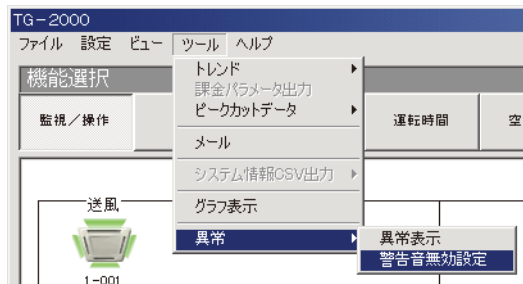 TG-2000
ファイル 設定 ビュー ツール ヘルプ
機能選択
監視／操作
運転時間
空
トレンド
課金パラメータ出力
ピークカットデータ
メール
システム情報CSV出力
グラフ表示
異常
異常表示
警告音無効設定
送風
1-001